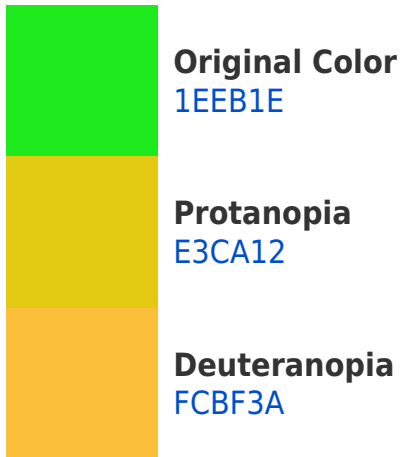 Original Color
1EEB1E
Protanopia
E3CA12
Deuteranopia
FCBF3A